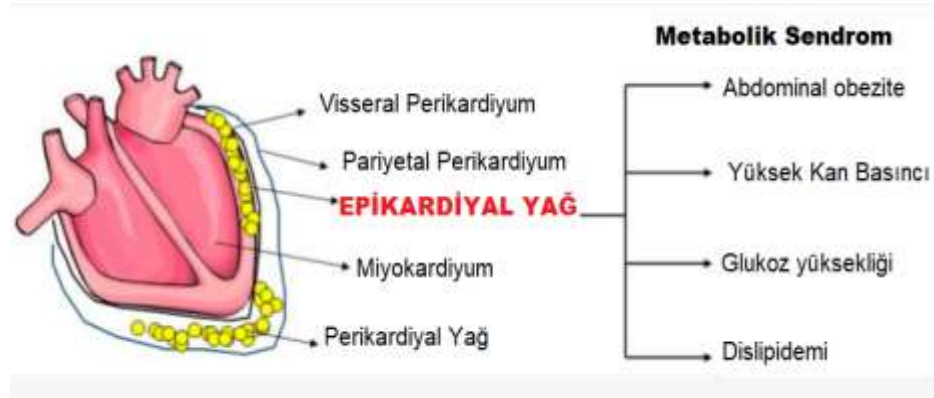 Metabolik Sendrom
Visseral Perikardiyum
Pariyetal Perikardiyum
EPİKARDİYAL YAĞ
Miyokardiyum
Perikardiyal Yağ
Abdominal obezite
Yüksek Kan Basıncı
Glukoz yüksekliği
Dislipidemi